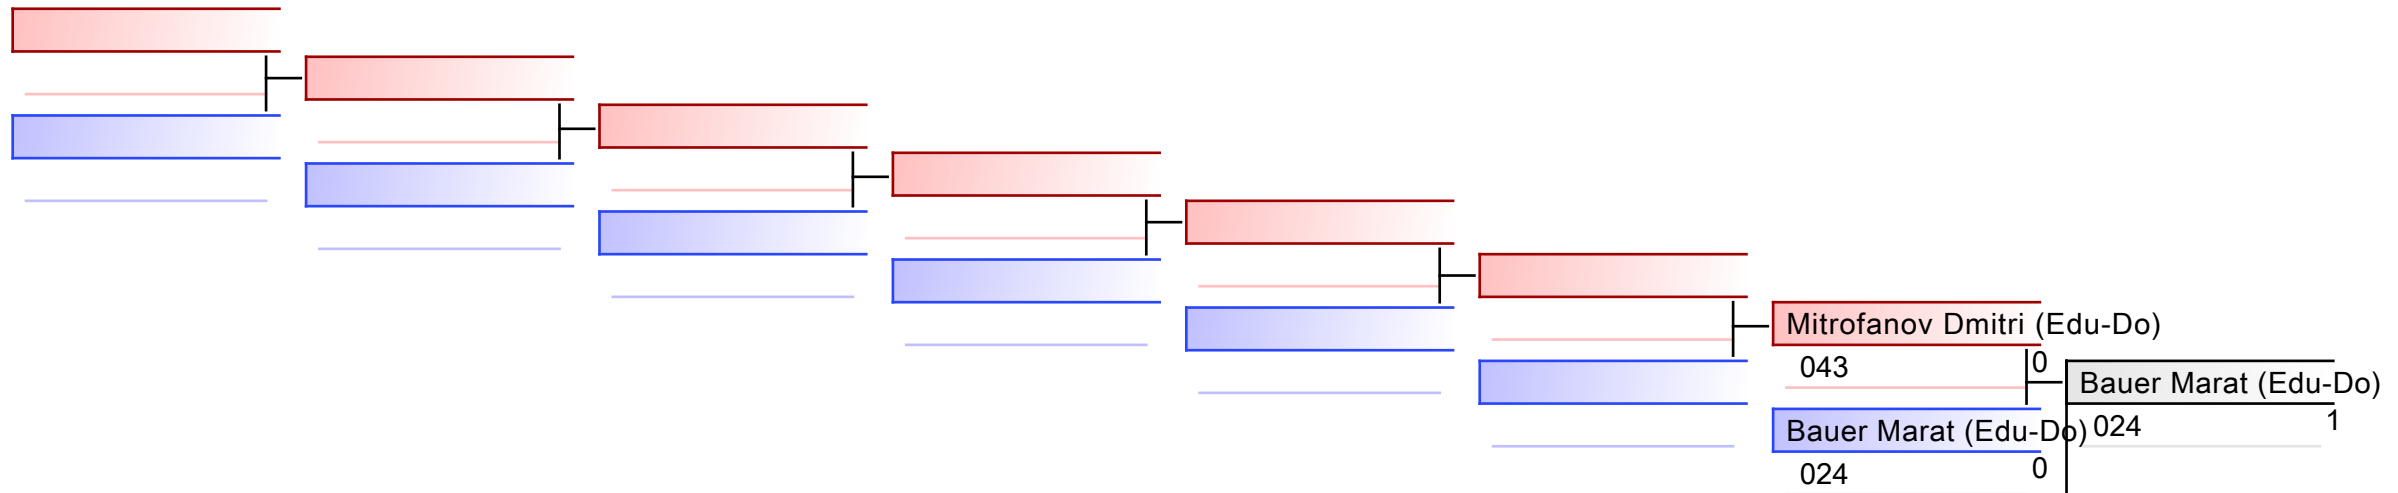 Mitrofanov Dmitri (Edu-Do)
043 0
Bauer Marat (Edu-Do)
024 1
Bauer Marat (Edu-Do)
024 0